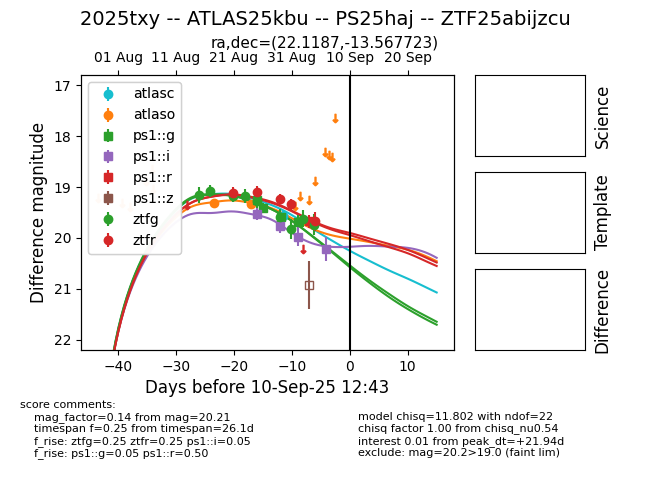 2025txy -- ATLAS25kbu -- PS25haj -- ZTF25abijzcu
ra,dec=(22.1187,-13.567723)
01 Aug 11 Aug 21 Aug 31 Aug 10 Sep 20 Sep
17
18
19
20
21
22
Difference magnitude
atlasc
atlaso
ps1::g
ps1::i
ps1::r
ps1::z
ztfg
ztfr
−40 −30 −20 −10 0 10
Days before 10-Sep-25 12:43
Science
Template
Difference
score comments:
mag_factor=0.14 from mag=20.21
timespan f=0.25 from timespan=26.1d
f_rise: ztfg=0.25 ztfr=0.25 ps1::i=0.05
f_rise: ps1::g=0.05 ps1::r=0.50
model chisq=11.802 with ndof=22
chisq factor 1.00 from chisq_nu0.54
interest 0.01 from peak_dt=+21.94d
exclude: mag=20.2>19.0 (faint lim)